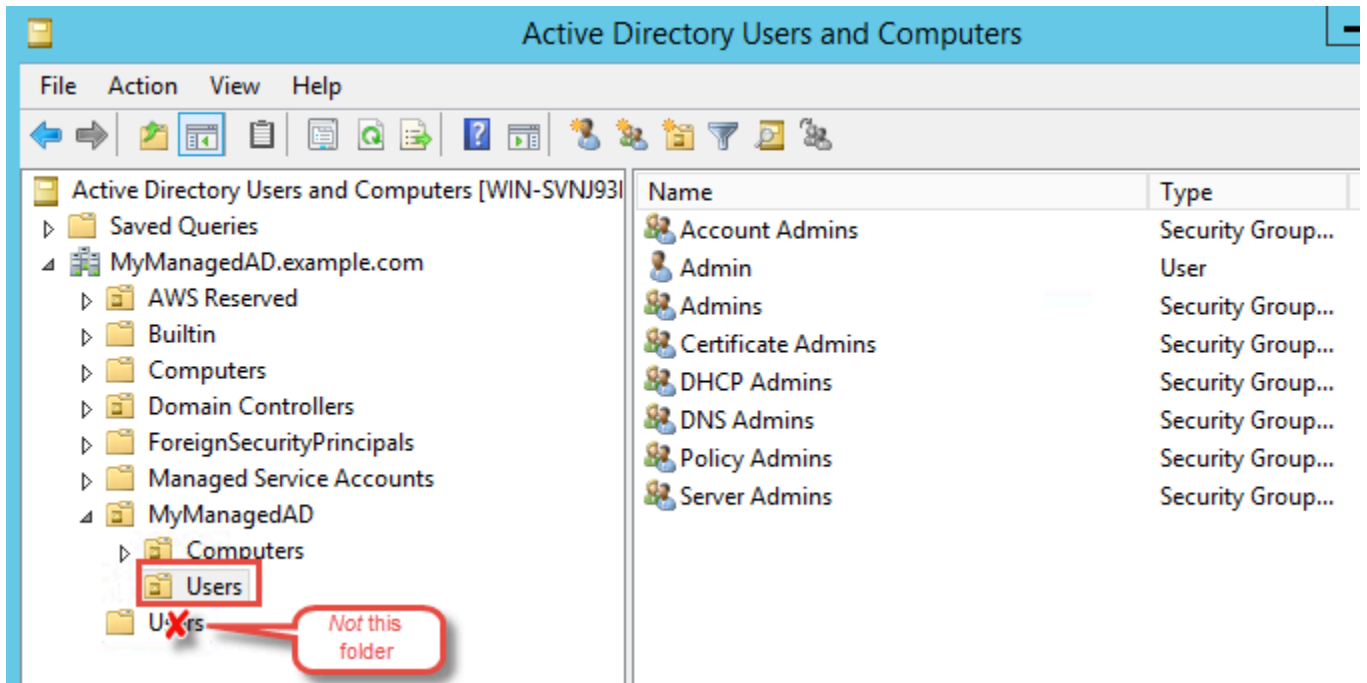 Active Directory Users and Computers
File Action View Help
Active Directory Users and Computers [WIN-SVNJ93I
Name Type
Saved Queries
MyManagedAD.example.com
AWS Reserved
Builtin
Computers
Domain Controllers
ForeignSecurityPrincipals
Managed Service Accounts
MyManagedAD
Computers
Users
Users
Not this
folder
Account Admins Security Group...
Admin User
Admins Security Group...
Certificate Admins Security Group...
DHCP Admins Security Group...
DNS Admins Security Group...
Policy Admins Security Group...
Server Admins Security Group...